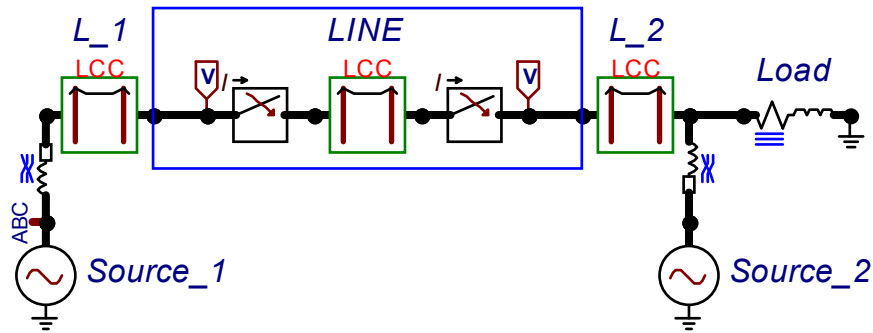 L_1
LINE
L_2
LCC
V
I
LCC
I
V
LCC
Load
ABC
Source_1
Source_2